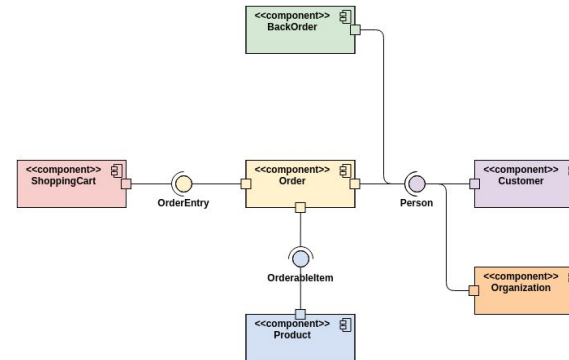 <<component>>
BackOrder
<<component>>
ShoppingCart
OrderEntry
<<component>>
Order
Person
<<component>>
Customer
OrderableItem
<<component>>
Organization
<<component>>
Product